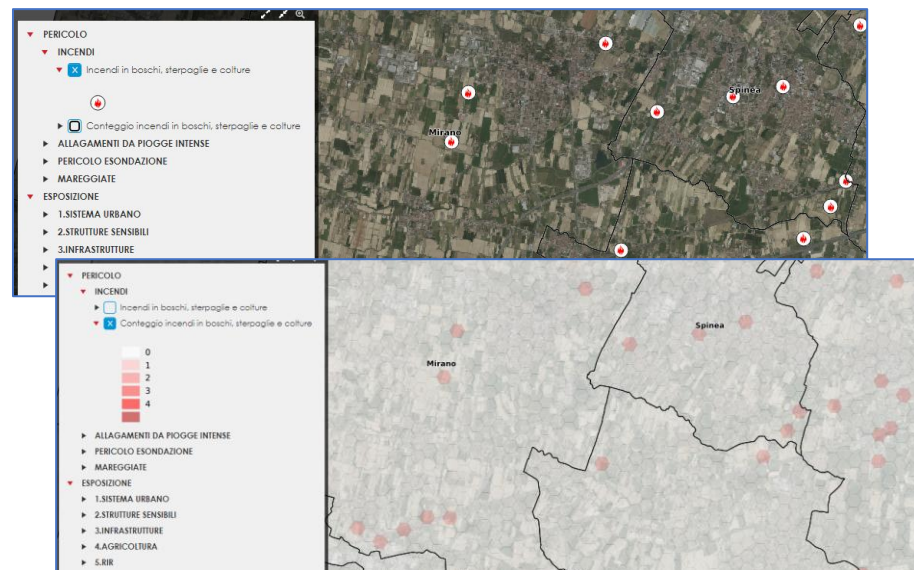 PERICOLO
INCENDI
X Incendi in boschi, sterpaglie e colture
Conteggio incendi in boschi, sterpaglie e colture
ALLAGAMENTI DA PIOGGE INTENSE
PERICOLO ESONDAZIONE
MAREGGIATE
ESPOSIZIONE
1.SISTEMA URBANO
2.STRUTTURE SENSIBILI
3.INFRASTRUTTURE
Mirano
Spinea
PERICOLO
INCENDI
Incendi in boschi, sterpaglie e colture
X Conteggio incendi in boschi, sterpaglie e colture
0
1
2
3
4
ALLAGAMENTI DA PIOGGE INTENSE
PERICOLO ESONDAZIONE
MAREGGIATE
ESPOSIZIONE
1.SISTEMA URBANO
2.STRUTTURE SENSIBILI
3.INFRASTRUTTURE
4.AGRICOLTURA
5.RIR
Spinea
Mirano